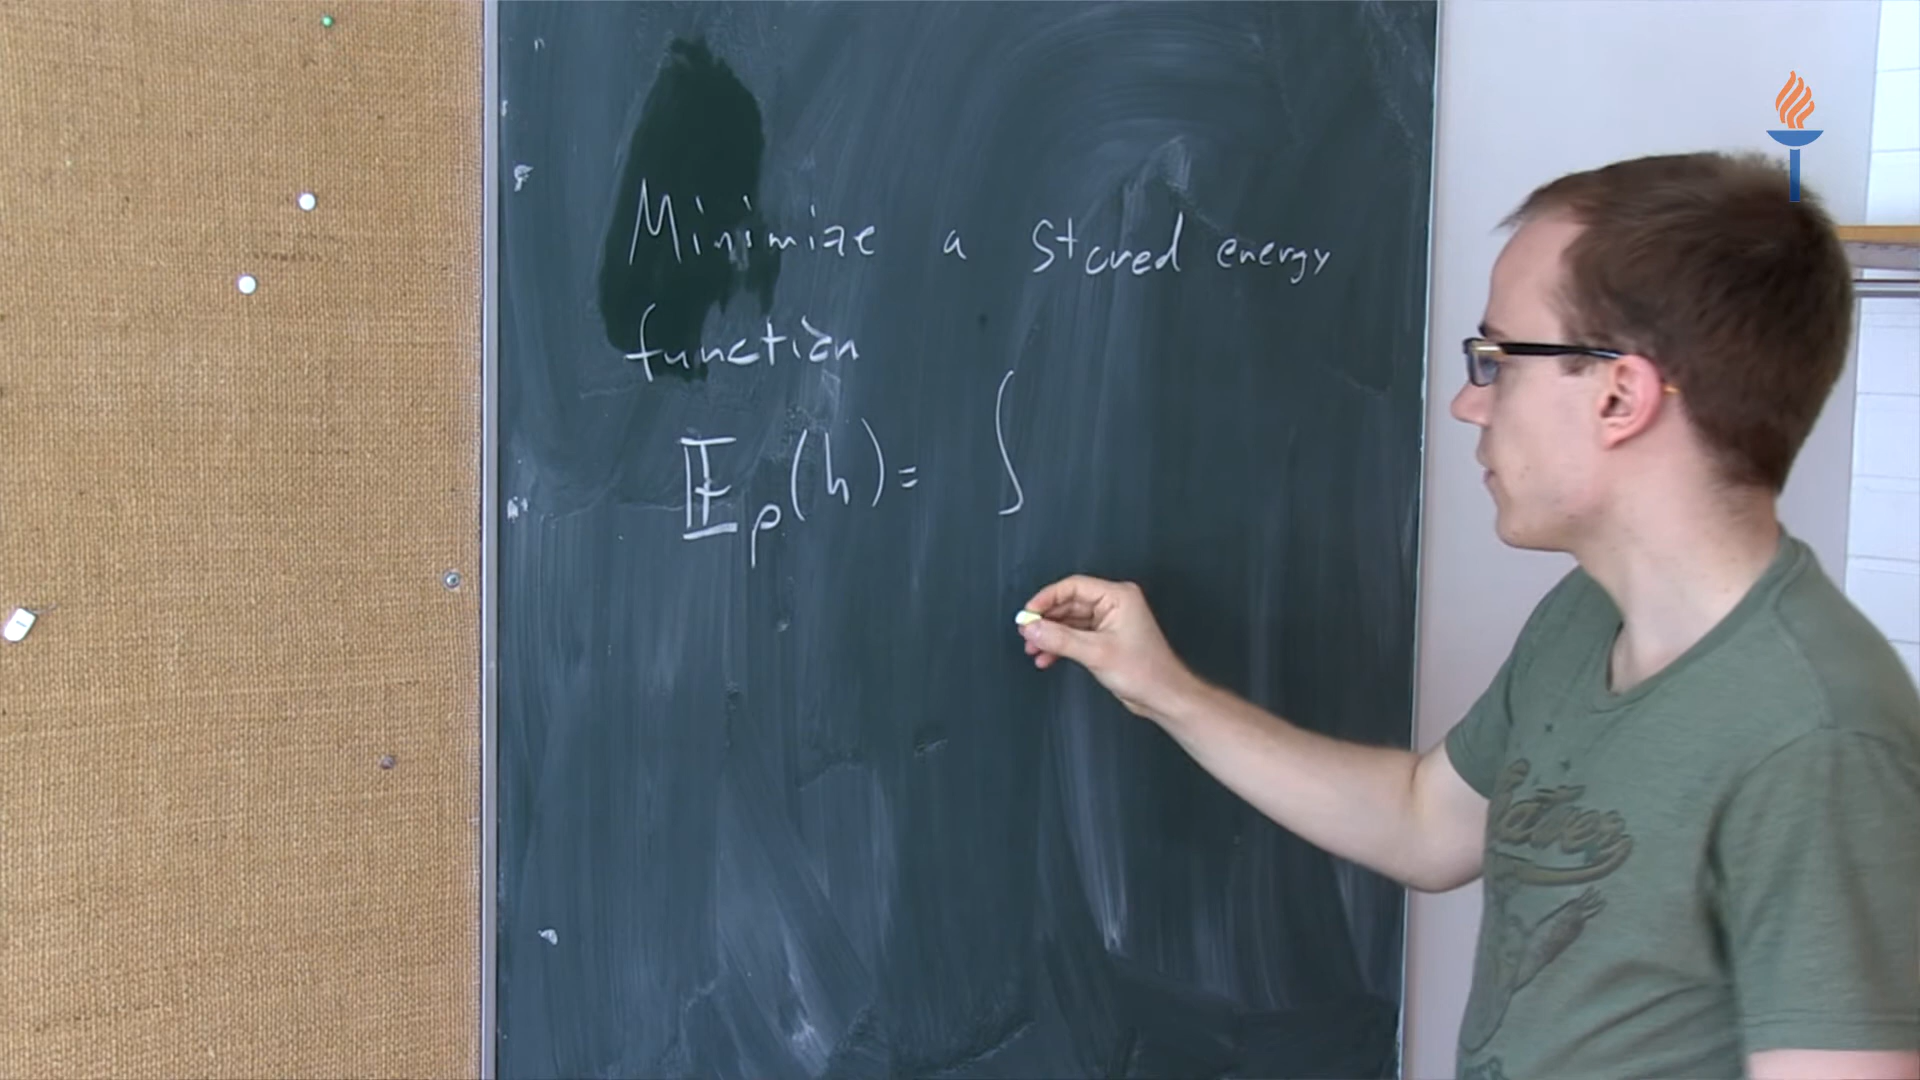 Minimize a stored energy
function
𝔼ₚ(h) = ∫